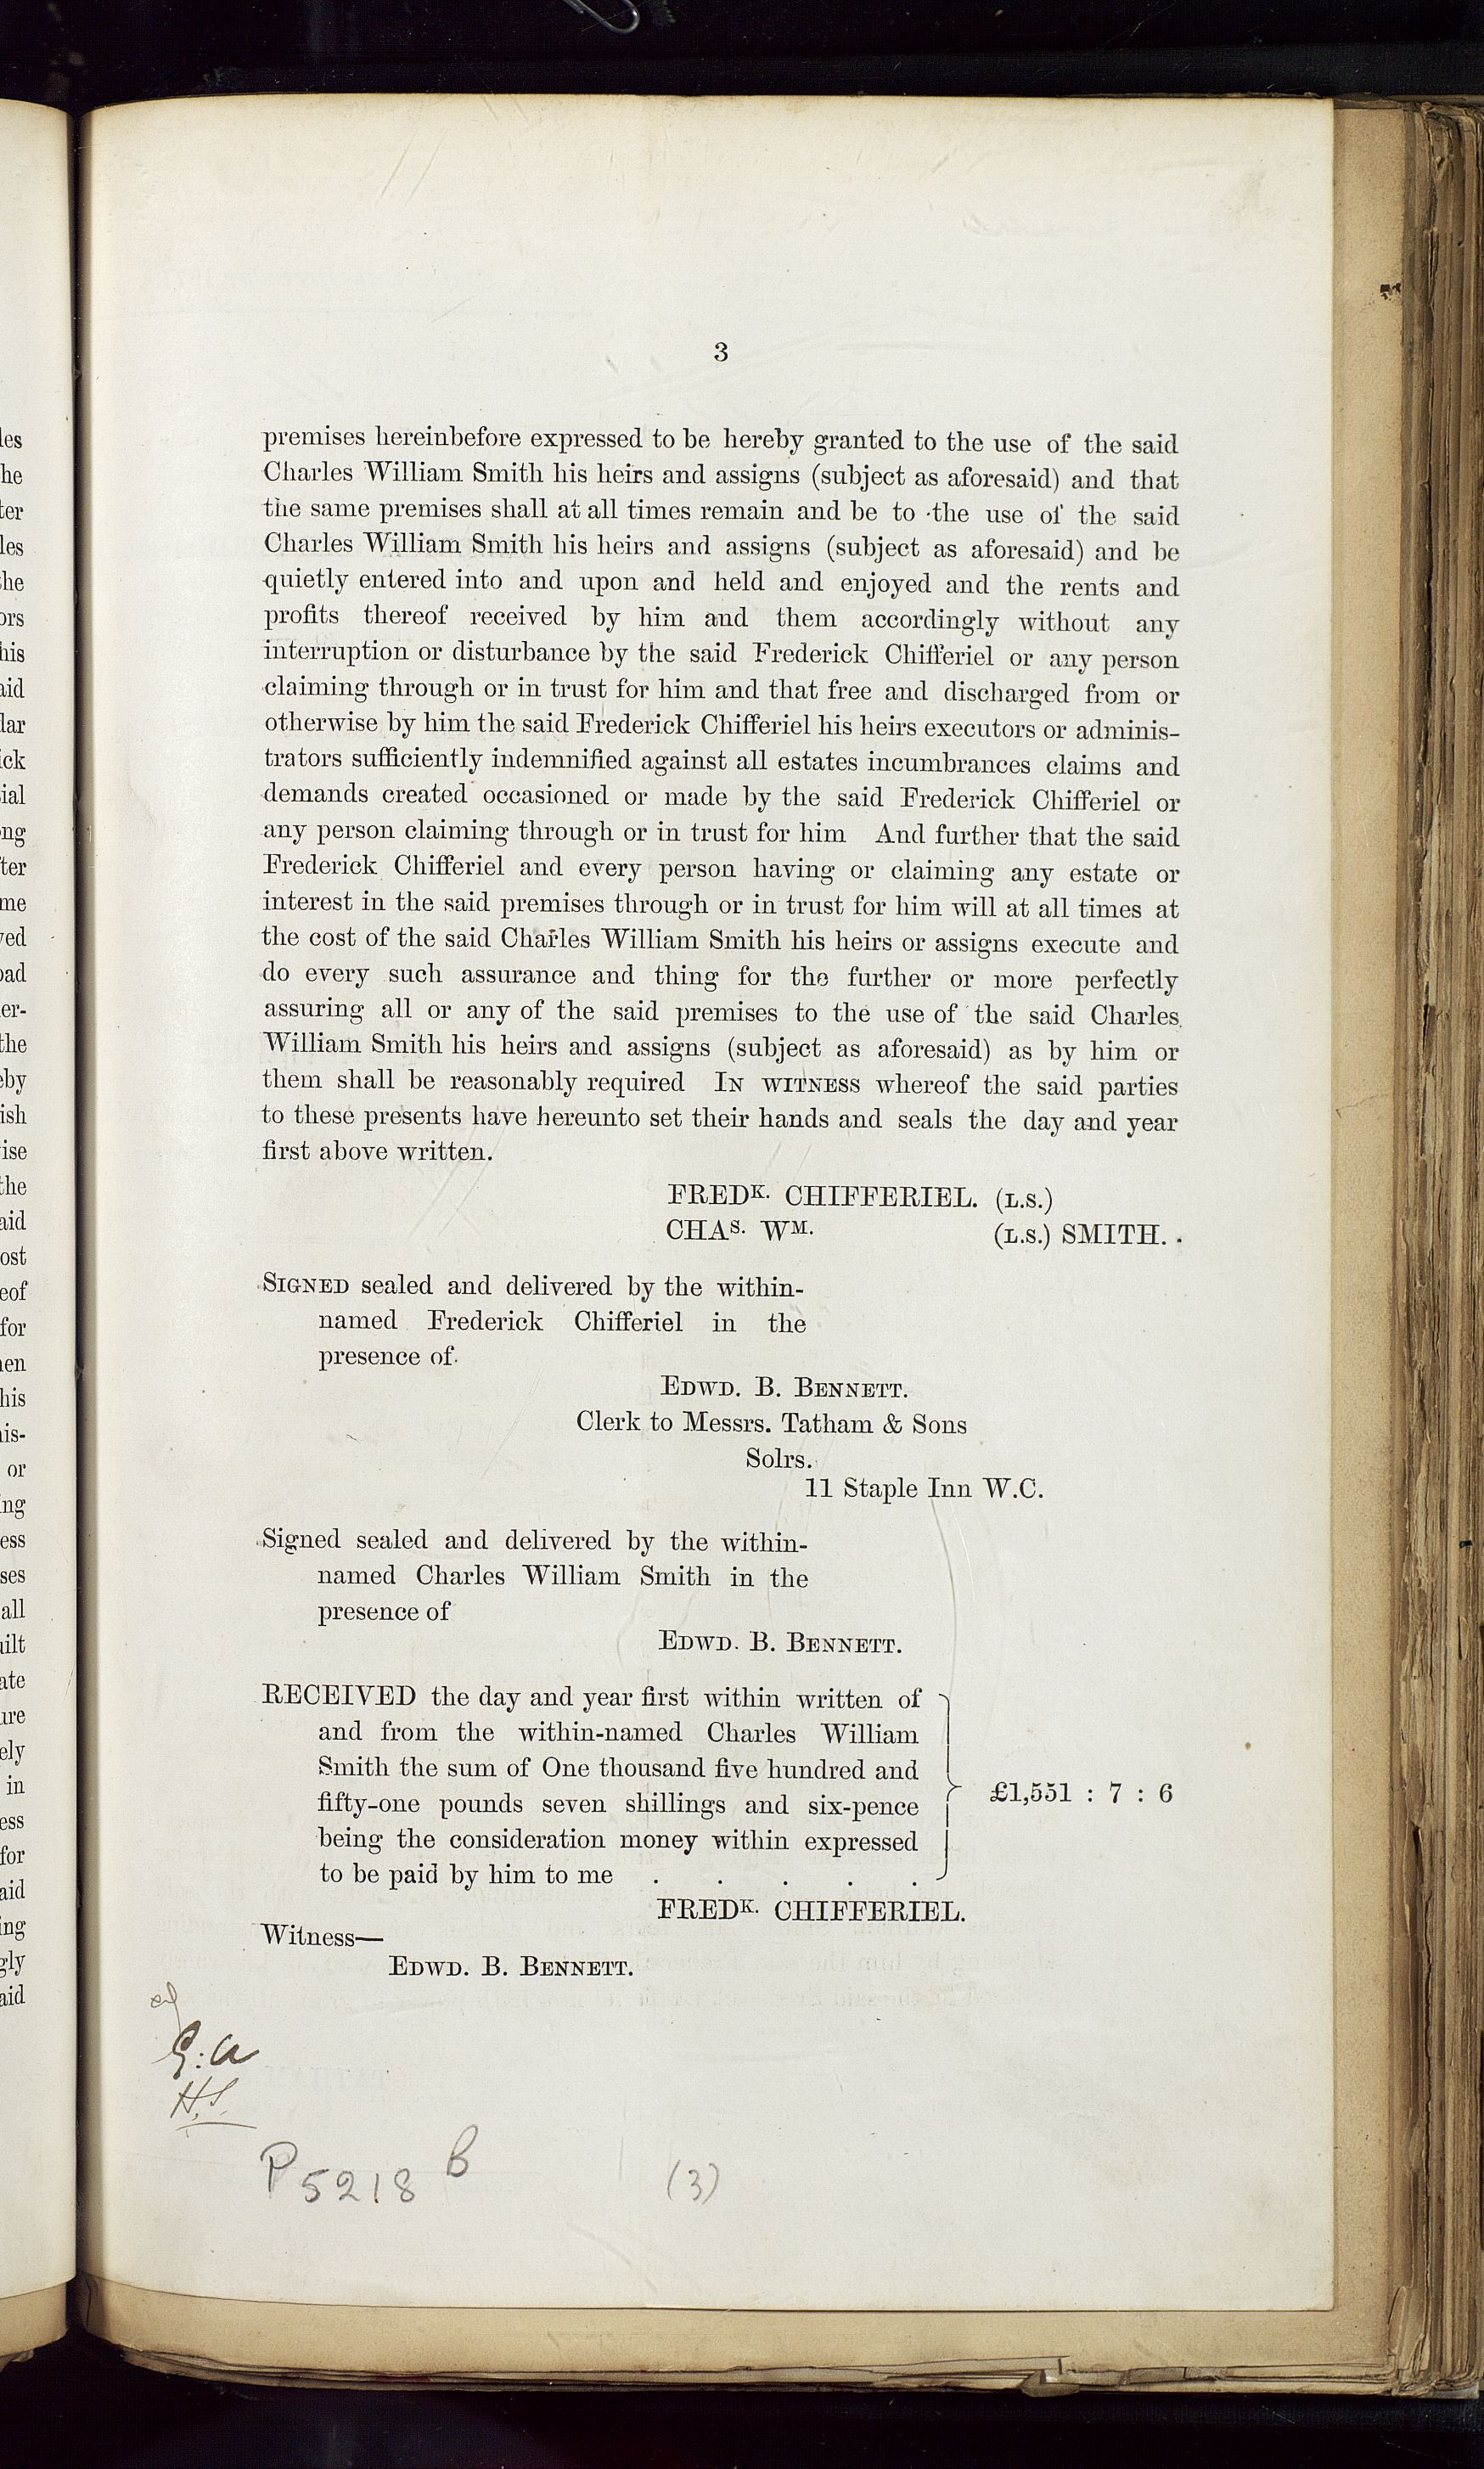 3
premises hereinbefore expressed to be hereby granted to the use of the said
Charles William Smith his heirs and assigns (subject as aforesaid) and that
the same premises shall at all times remain and be to the use of the said
Charles William Smith his heirs and assigns (subject as aforesaid) and be
quietly entered into and upon and held and enjoyed and the rents and
profits thereof received by him and them accordingly without any
interruption or disturbance by the said Frederick Chifferiel or any person
claiming through or in trust for him and that free and discharged from or
otherwise by him the said Frederick Chifferiel his heirs executors or adminis-
trators sufficiently indemnified against all estates incumbrances claims and
demands created occasioned or made by the said Frederick Chifferiel or
any person claiming through or in trust for him And further that the said
Frederick Chifferiel and every person having or claiming any estate or
interest in the said premises through or in trust for him will at all times at
the cost of the said Charles William Smith his heirs or assigns execute and
do every such assurance and thing for the further or more perfectly
assuring all or any of the said premises to the use of the said Charles
William Smith his heirs and assigns (subject as aforesaid) as by him or
them shall be reasonably required IN WITNESS whereof the said parties
to these presents have hereunto set their hands and seals the day and year
first above written.
FREDK. CHIFFERIEL. (L.S.)
CHAS. WM. (L.S.) SMITH.
SIGNED sealed and delivered by the within-
named Frederick Chifferiel in the
presence of
EDWD. B. BENNETT.
Clerk to Messrs. Tatham & Sons
Solrs.
11 Staple Inn W.C.
Signed sealed and delivered by the within-
named Charles William Smith in the
presence of
EDWD. B. BENNETT.
RECEIVED the day and year first within written of
and from the within-named Charles William
Smith the sum of One thousand five hundred and
fifty-one pounds seven shillings and six-pence £1,551 : 7 : 6
being the consideration money within expressed
to be paid by him to me . . . . .
FREDK. CHIFFERIEL.
Witness—
EDWD. B. BENNETT.
G:a
H.S.
P5218 B (3)